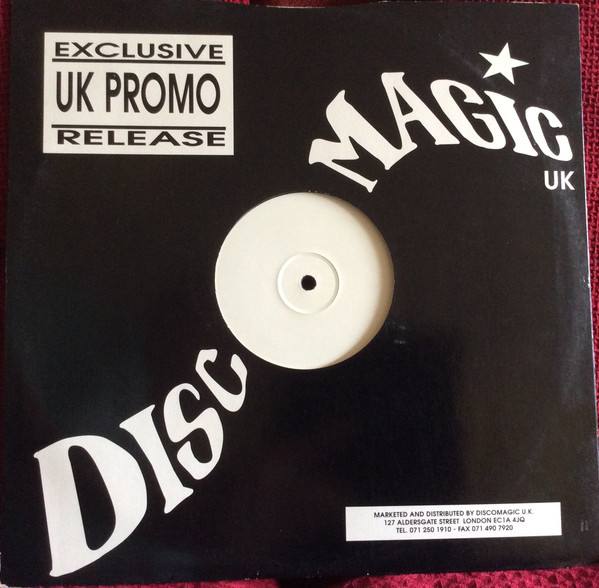 EXCLUSIVE
UK PROMO
RELEASE
MAGIC
UK
DISC
MARKETED AND DISTRIBUTED BY DISCOMAGIC U.K.
127 ALDERSGATE STREET LONDON EC1A 4JQ
TEL. 071 250 1910 - FAX 071 490 7920